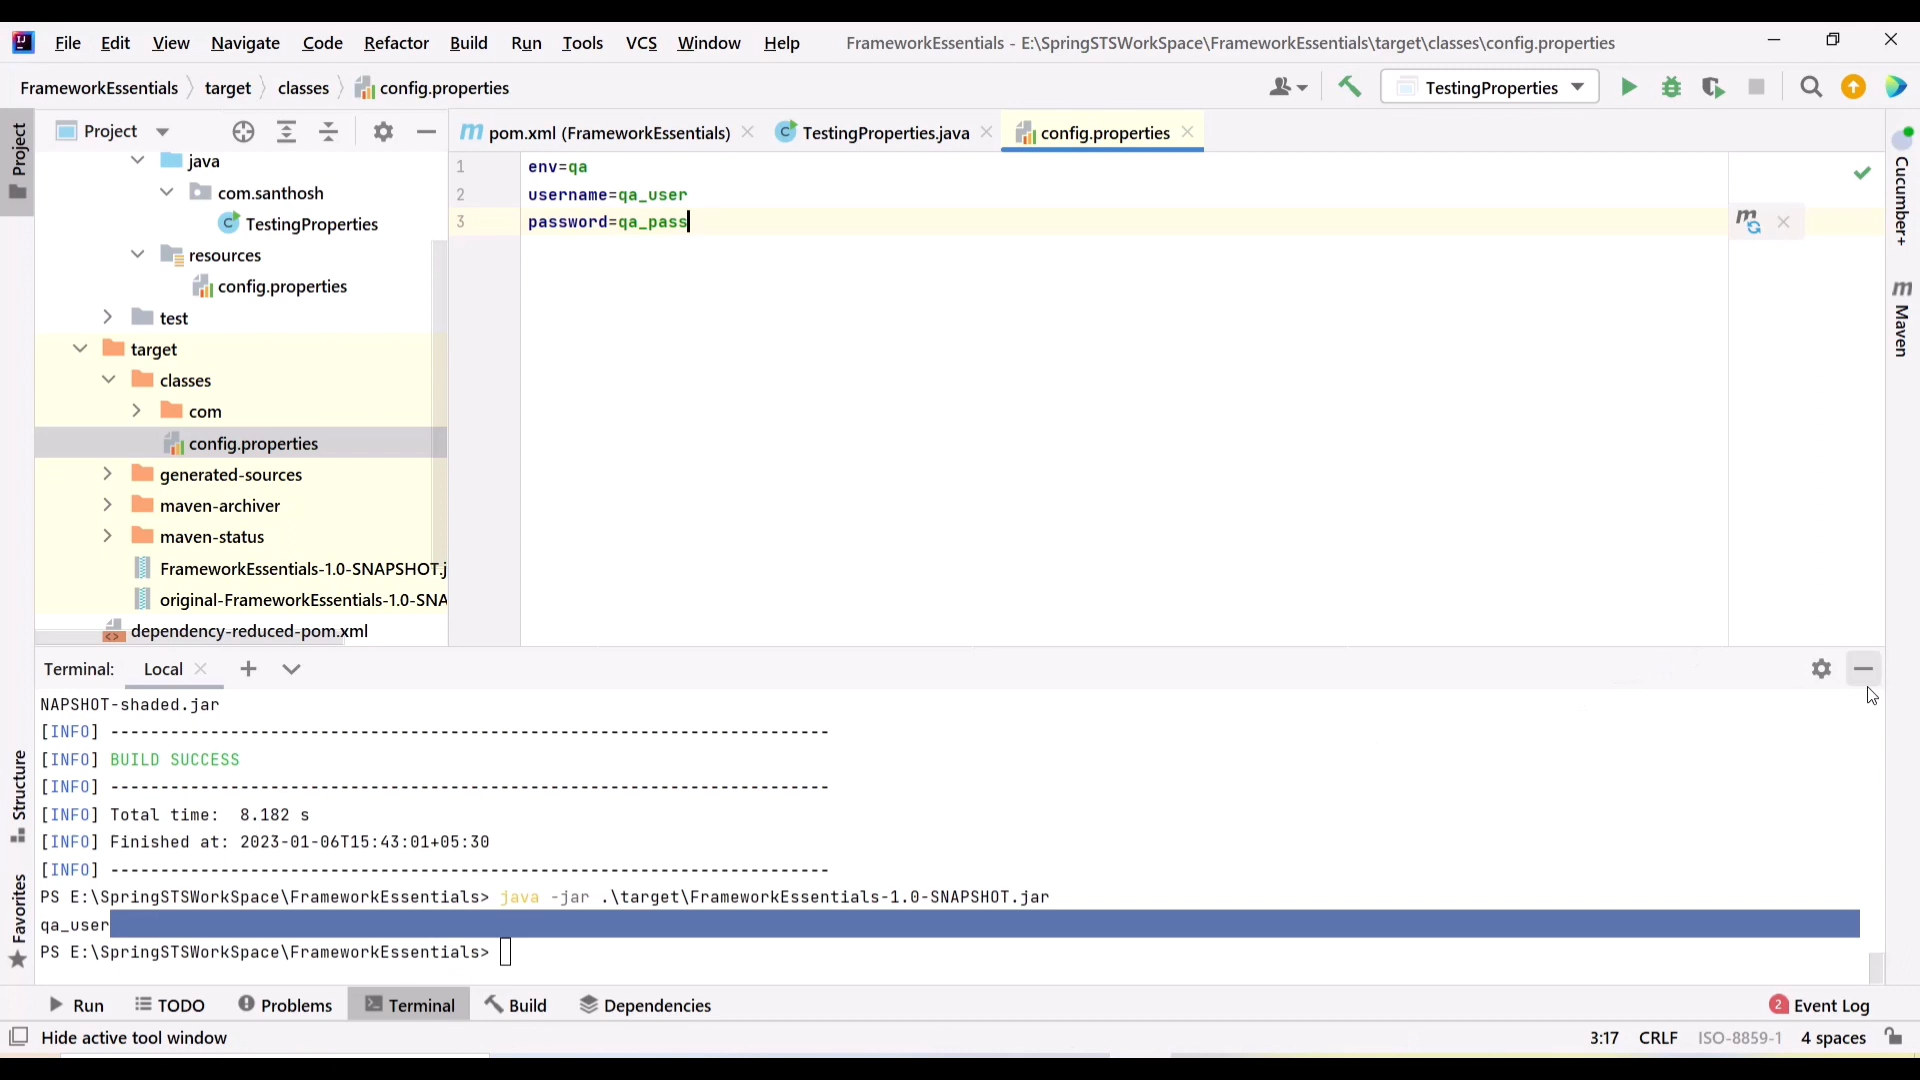 File Edit View Navigate Code Refactor Build Run Tools VCS Window Help FrameworkEssentials - E:\SpringSTSWorkSpace\FrameworkEssentials\target\classes\config.properties
FrameworkEssentials target classes config.properties TestingProperties
Project
Project
java
com.santhosh
TestingProperties
resources
config.properties
test
target
classes
com
config.properties
generated-sources
maven-archiver
maven-status
FrameworkEssentials-1.0-SNAPSHOT.j
original-FrameworkEssentials-1.0-SNA
dependency-reduced-pom.xml
pom.xml (FrameworkEssentials) TestingProperties.java config.properties
1 env=qa
2 username=qa_user
3 password=qa_pass
Cucumber+
Maven
Terminal: Local
NAPSHOT-shaded.jar
[INFO] ------------------------------------------------------------------------
[INFO] BUILD SUCCESS
[INFO] ------------------------------------------------------------------------
[INFO] Total time:  8.182 s
[INFO] Finished at: 2023-01-06T15:43:01+05:30
[INFO] ------------------------------------------------------------------------
PS E:\SpringSTSWorkSpace\FrameworkEssentials> java -jar .\target\FrameworkEssentials-1.0-SNAPSHOT.jar
qa_user
PS E:\SpringSTSWorkSpace\FrameworkEssentials>
Structure
Favorites
Run TODO Problems Terminal Build Dependencies 2 Event Log
Hide active tool window 3:17 CRLF ISO-8859-1 4 spaces